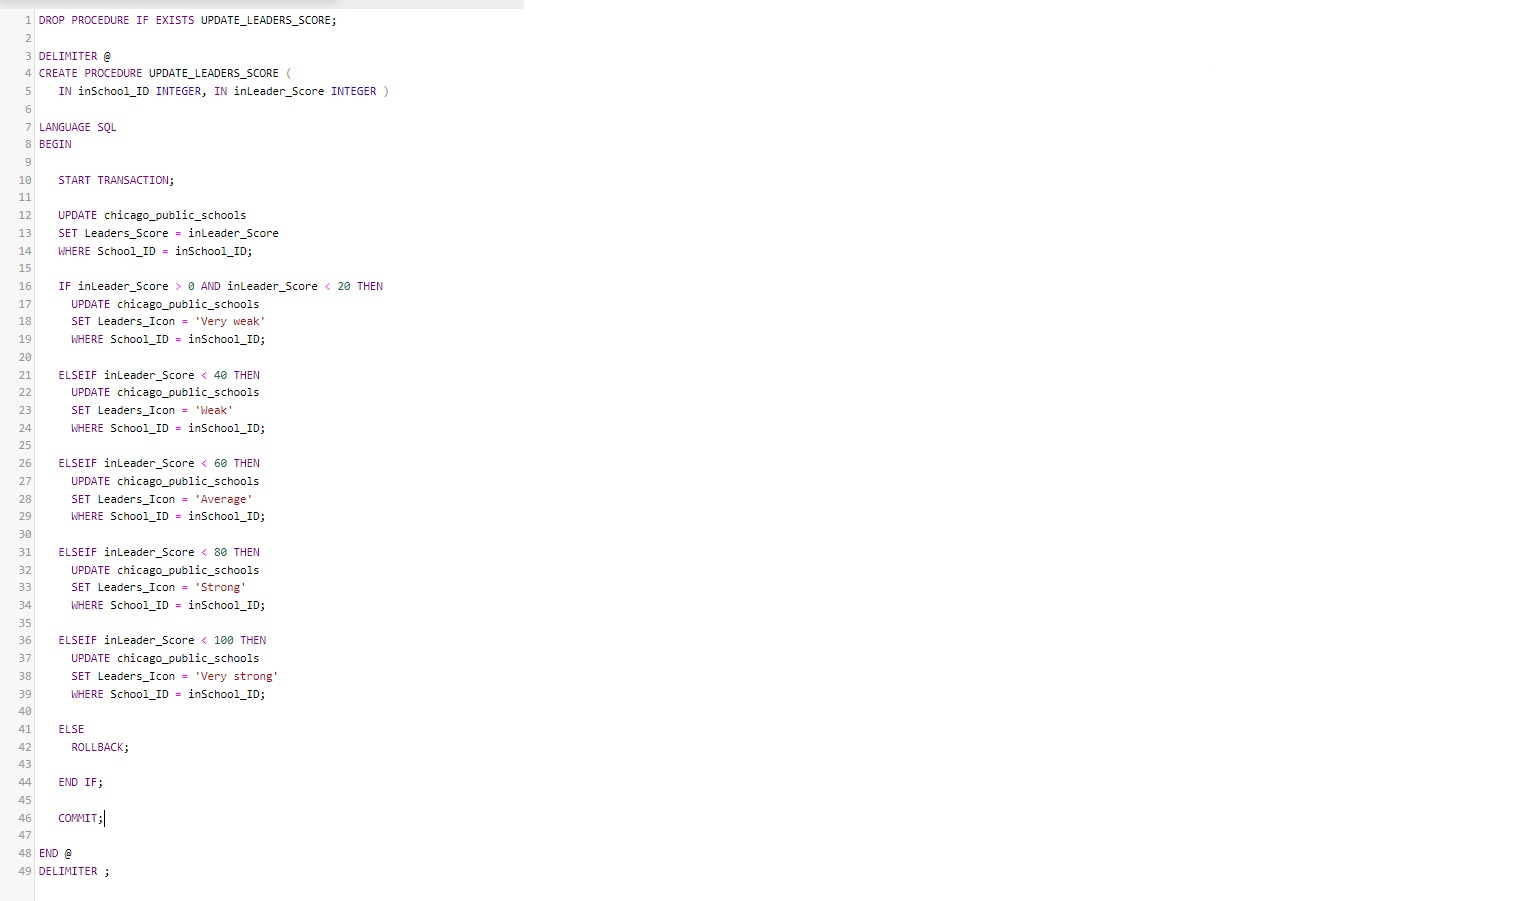 1 DROP PROCEDURE IF EXISTS UPDATE_LEADERS_SCORE;
2
3 DELIMITER @
4 CREATE PROCEDURE UPDATE_LEADERS_SCORE (
5    IN inSchool_ID INTEGER, IN inLeader_Score INTEGER )
6
7 LANGUAGE SQL
8 BEGIN
9
10    START TRANSACTION;
11
12    UPDATE chicago_public_schools
13    SET Leaders_Score = inLeader_Score
14    WHERE School_ID = inSchool_ID;
15
16    IF inLeader_Score > 0 AND inLeader_Score < 20 THEN
17      UPDATE chicago_public_schools
18      SET Leaders_Icon = 'Very weak'
19      WHERE School_ID = inSchool_ID;
20
21    ELSEIF inLeader_Score < 40 THEN
22      UPDATE chicago_public_schools
23      SET Leaders_Icon = 'Weak'
24      WHERE School_ID = inSchool_ID;
25
26    ELSEIF inLeader_Score < 60 THEN
27      UPDATE chicago_public_schools
28      SET Leaders_Icon = 'Average'
29      WHERE School_ID = inSchool_ID;
30
31    ELSEIF inLeader_Score < 80 THEN
32      UPDATE chicago_public_schools
33      SET Leaders_Icon = 'Strong'
34      WHERE School_ID = inSchool_ID;
35
36    ELSEIF inLeader_Score < 100 THEN
37      UPDATE chicago_public_schools
38      SET Leaders_Icon = 'Very strong'
39      WHERE School_ID = inSchool_ID;
40
41    ELSE
42      ROLLBACK;
43
44    END IF;
45
46    COMMIT;
47
48 END @
49 DELIMITER ;